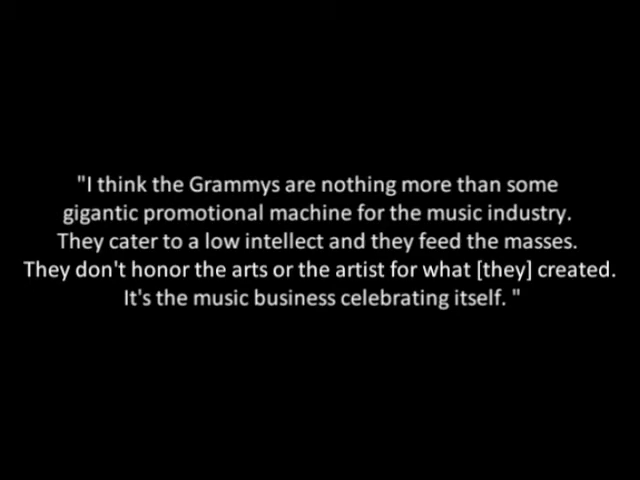 "I think the Grammys are nothing more than some
gigantic promotional machine for the music industry.
They cater to a low intellect and they feed the masses.
They don't honor the arts or the artist for what [they] created.
It's the music business celebrating itself. "